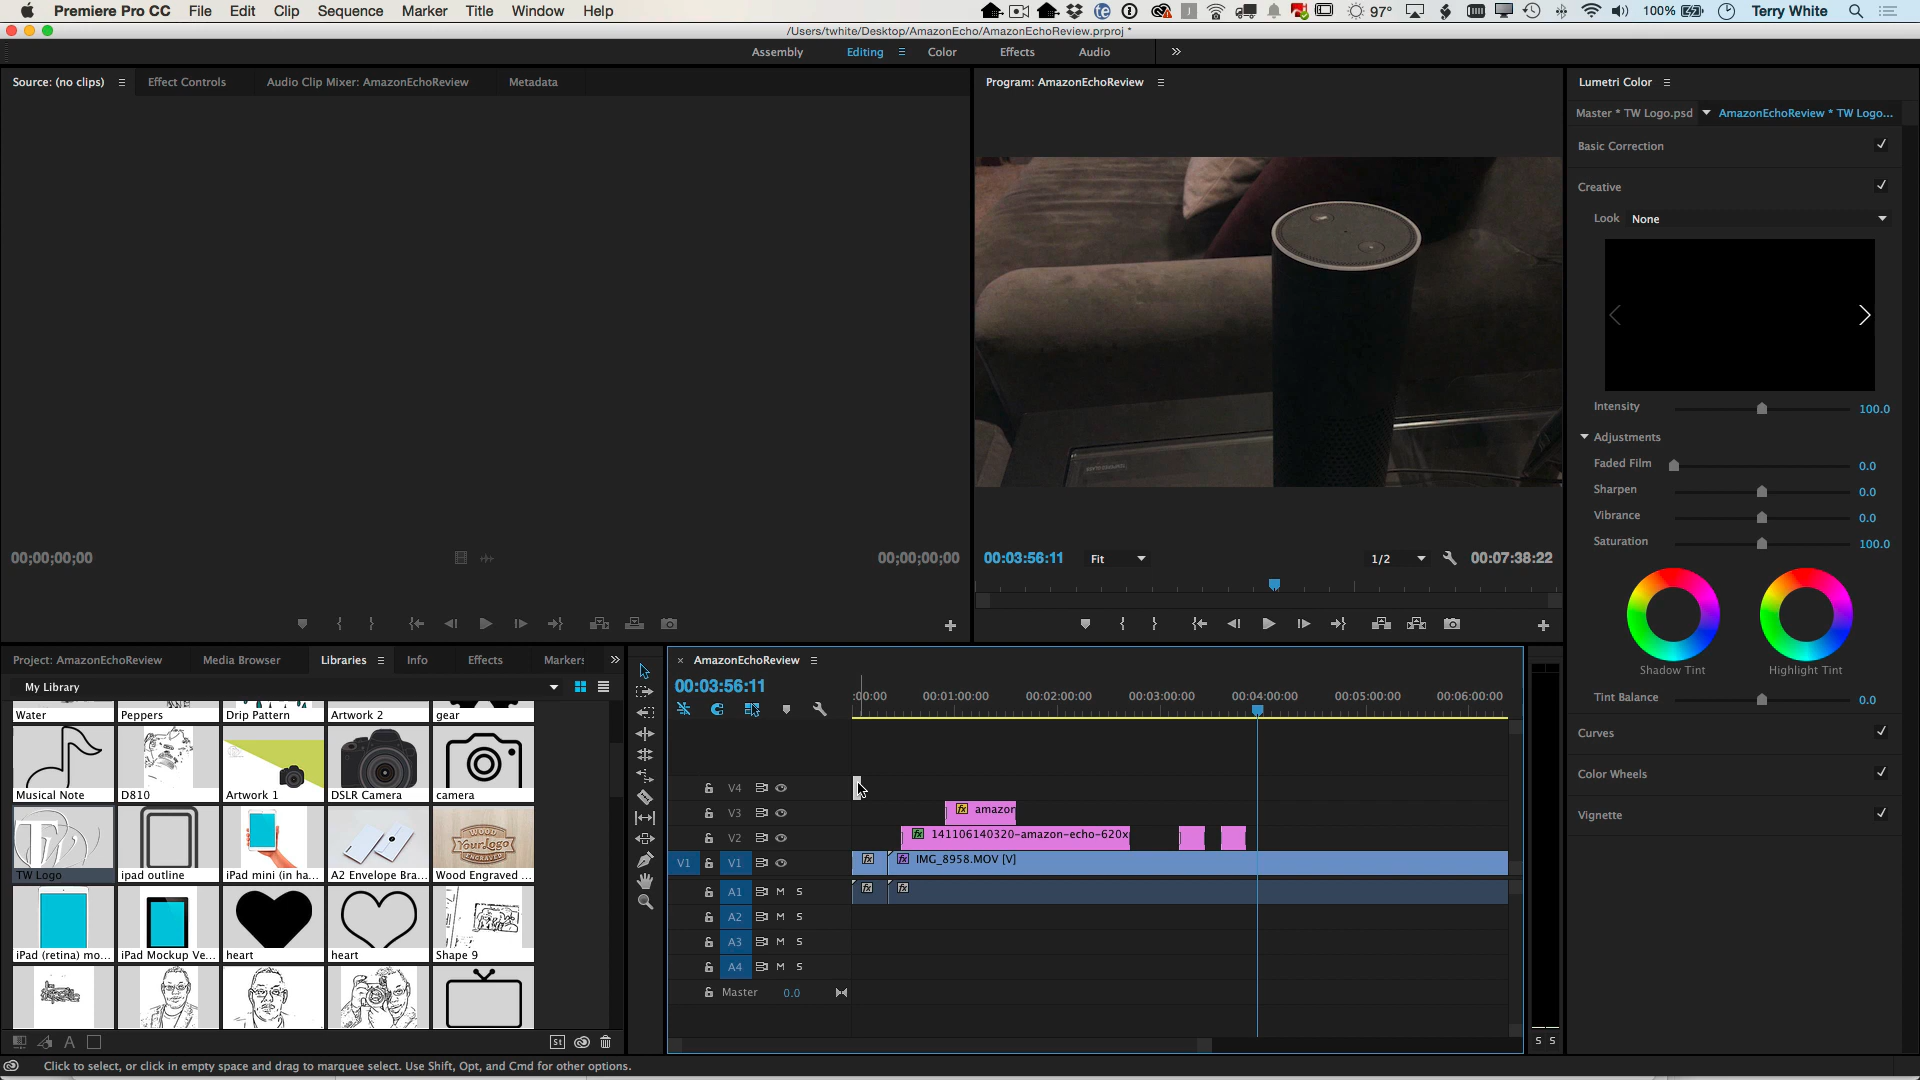 Premiere Pro CC File Edit Clip Sequence Marker Title Window Help 97° 100% Terry White
/Users/twhite/Desktop/AmazonEcho/AmazonEchoReview.prproj *
Assembly Editing Color Effects Audio
Source: (no clips) Effect Controls Audio Clip Mixer: AmazonEchoReview Metadata
Program: AmazonEchoReview
Lumetri Color
Master * TW Logo.psd AmazonEchoReview * TW Logo...
Basic Correction
Creative
Look None
Intensity 100.0
Adjustments
Faded Film 0.0
Sharpen 0.0
Vibrance 0.0
Saturation 100.0
Shadow Tint Highlight Tint
Tint Balance 0.0
Curves
Color Wheels
Vignette
00;00;00;00 00;00;00;00
00:03:56:11 Fit 1/2 00:07:38:22
Project: AmazonEchoReview Libraries Info Effects Markers
Media Browser
My Library
Water Peppers Drip Pattern Artwork 2 gear
Musical Note D810 Artwork 1 DSLR Camera camera
TW Logo ipad outline iPad mini (in ha... A2 Envelope Bra... Wood Engraved ...
WOOD
YourLogo
ENGRAVED
iPad (retina) mo... iPad Mockup Ve... heart heart Shape 9
St
AmazonEchoReview
00:03:56:11
:00:00 00:01:00:00 00:02:00:00 00:03:00:00 00:04:00:00 00:05:00:00 00:06:00:00
V4
V3 fx amazon
V2 fx 141106140320-amazon-echo-620x
V1 V1 fx fx IMG_8958.MOV [V]
A1 M S fx fx
A2 M S
A3 M S
A4 M S
Master 0.0
S S
Click to select, or click in empty space and drag to marquee select. Use Shift, Opt, and Cmd for other options.